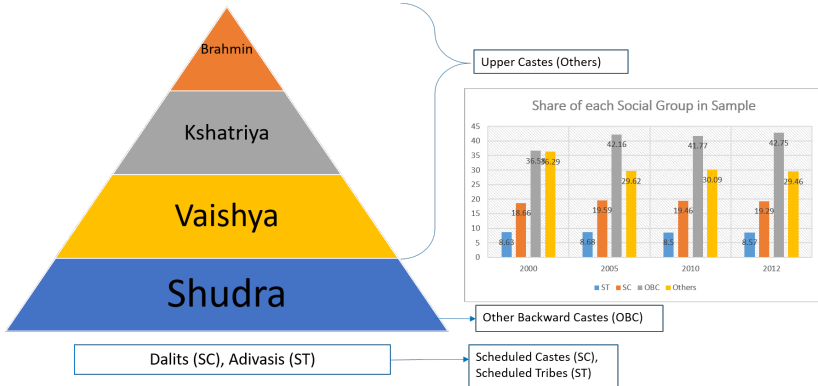 Brahmin
Kshatriya
Vaishya
Shudra
Upper Castes (Others)
Share of each Social Group in Sample
45
40
35
30
25
20
15
10
5
0
8.63
18.66
36.29
8.68
19.59
42.16
29.62
8.5
19.46
41.77
30.09
8.57
19.29
42.75
29.46
2000
2005
2010
2012
ST SC OBC Others
Other Backward Castes (OBC)
Dalits (SC), Adivasis (ST)
Scheduled Castes (SC),
Scheduled Tribes (ST)